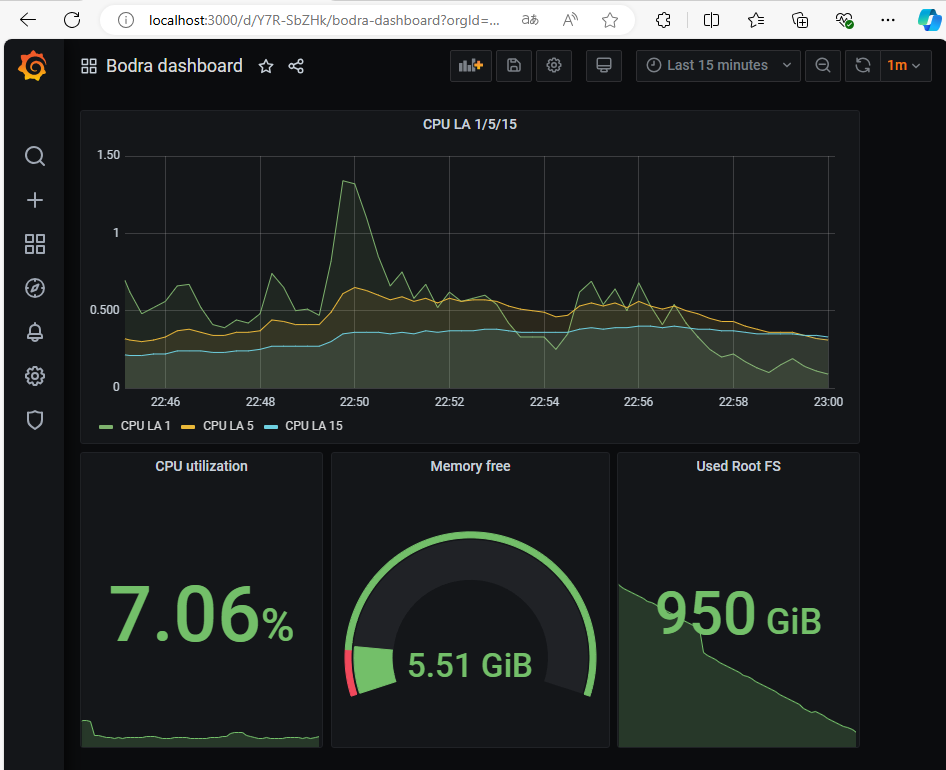 localhost:3000/d/Y7R-SbZHk/bodra-dashboard?orgId=...
Bodra dashboard
Last 15 minutes
1m
CPU LA 1/5/15
1.50
1
0.500
0
22:46 22:48 22:50 22:52 22:54 22:56 22:58 23:00
CPU LA 1 CPU LA 5 CPU LA 15
CPU utilization
7.06%
Memory free
5.51 GiB
Used Root FS
950 GiB